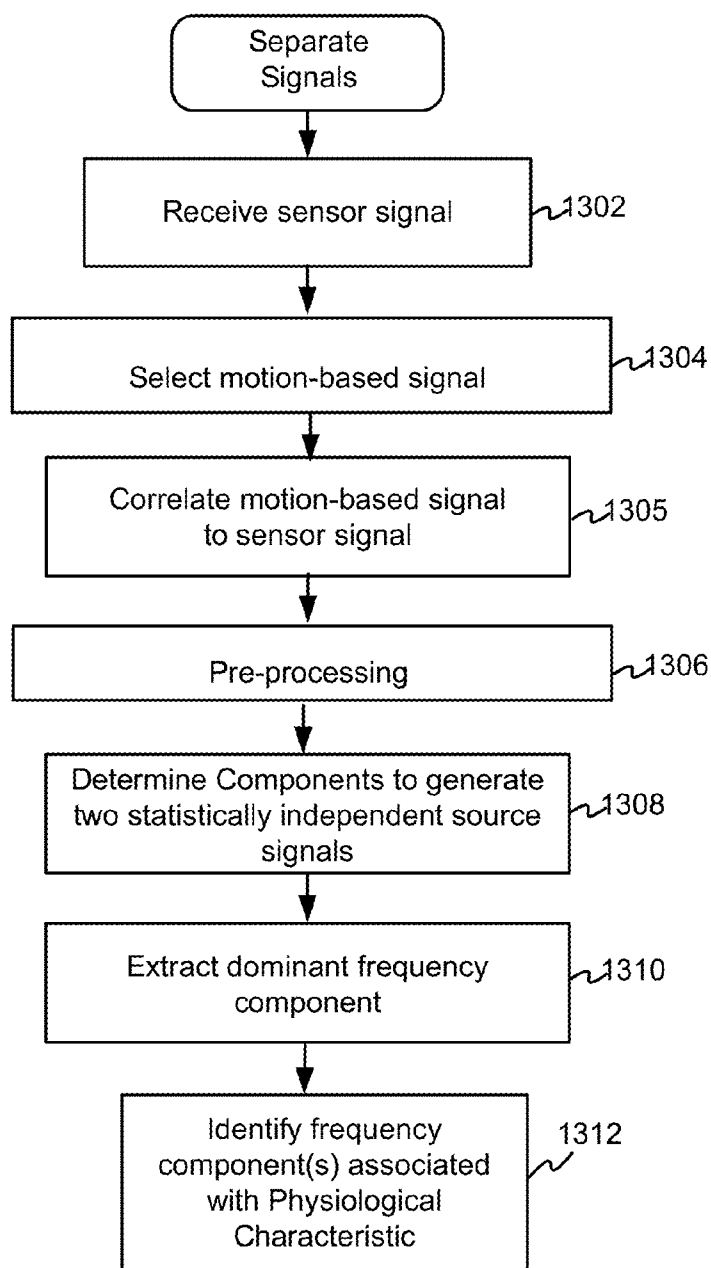 Separate
Signals
Receive sensor signal
1302
Select motion-based signal
1304
Correlate motion-based signal
to sensor signal
1305
Pre-processing
1306
Determine Components to generate
two statistically independent source
signals
1308
Extract dominant frequency
component
1310
Identify frequency
component(s) associated
with Physiological
Characteristic
1312